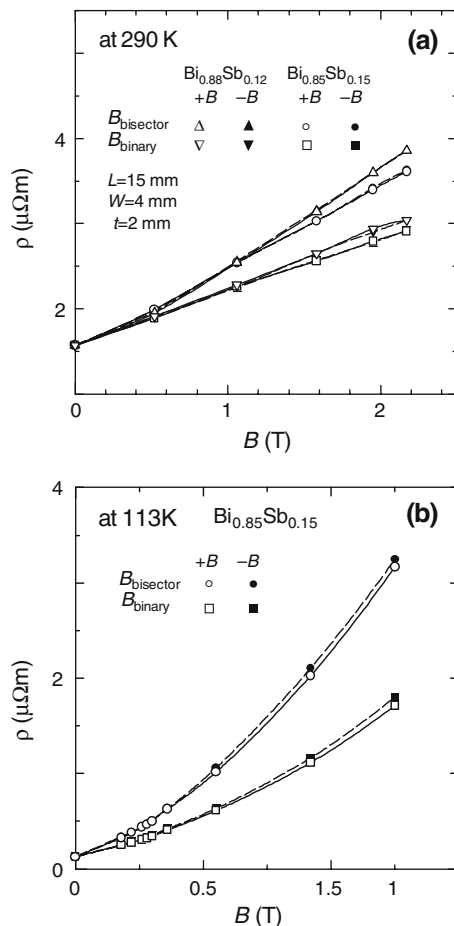 at 290 K
(a)
Bi0.88Sb0.12 Bi0.85Sb0.15
+B −B +B −B
Bbisector
Bbinary
L=15 mm
W=4 mm
t=2 mm
4
2
0 1 2
ρ (μΩm)
B (T)
at 113K Bi0.85Sb0.15 (b)
+B −B
Bbisector
Bbinary
4
2
0
0 0.5 1.5 1
ρ (μΩm)
B (T)